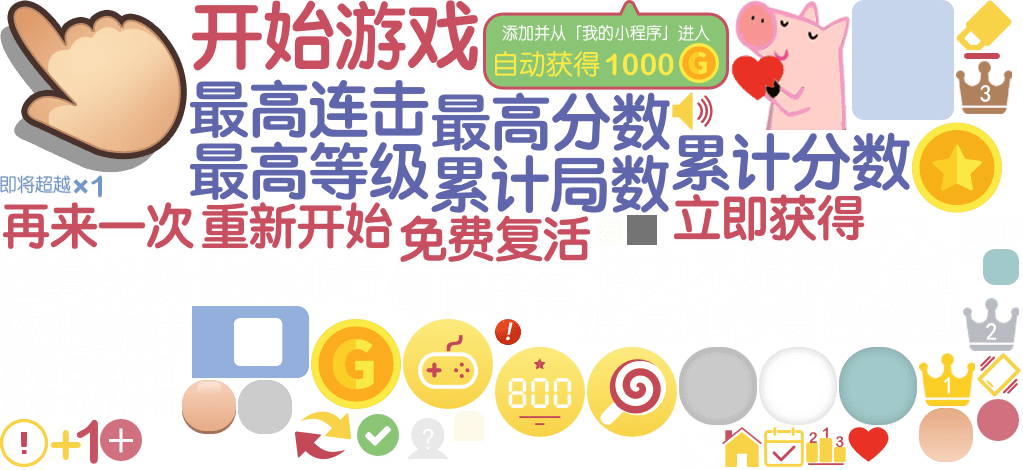 开始游戏
添加并从「我的小程序」进入
自动获得 1000 G
3
最高连击
最高分数
最高等级
累计局数
累计分数
即将超越×1
再来一次
重新开始
免费复活
立即获得
2
G
!
800
1
! +1 +
?
2 1 3